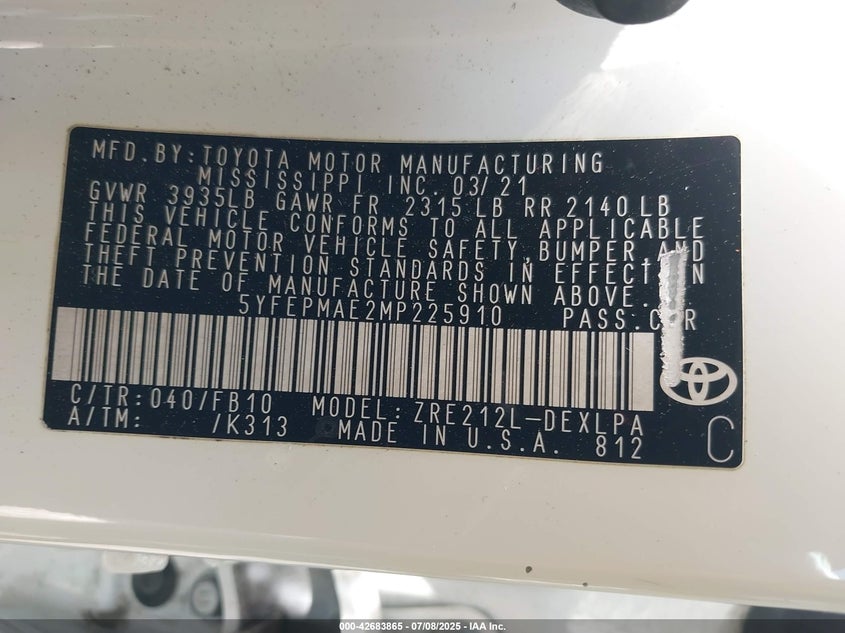 MFD.BY:TOYOTA MOTOR MANUFACTURING
MISSISSIPPI INC. 03/21
GVWR 3935LB GAWR FR 2315 LB RR 2140 LB
THIS VEHICLE CONFORMS TO ALL APPLICABLE
FEDERAL MOTOR VEHICLE SAFETY,BUMPER,AND
THEFT PREVENTION STANDARDS IN EFFECT ON
THE DATE OF MANUFACTURE SHOWN ABOVE.
5YFEPMAE2MP225910 PASS.CAR
C/TR:040/FB10 MODEL:ZRE212L-DEXLPA
A/TM: /K313 MADE IN U.S.A. 812
C
000-42683865 | 07/08/2025 - IAA Inc.